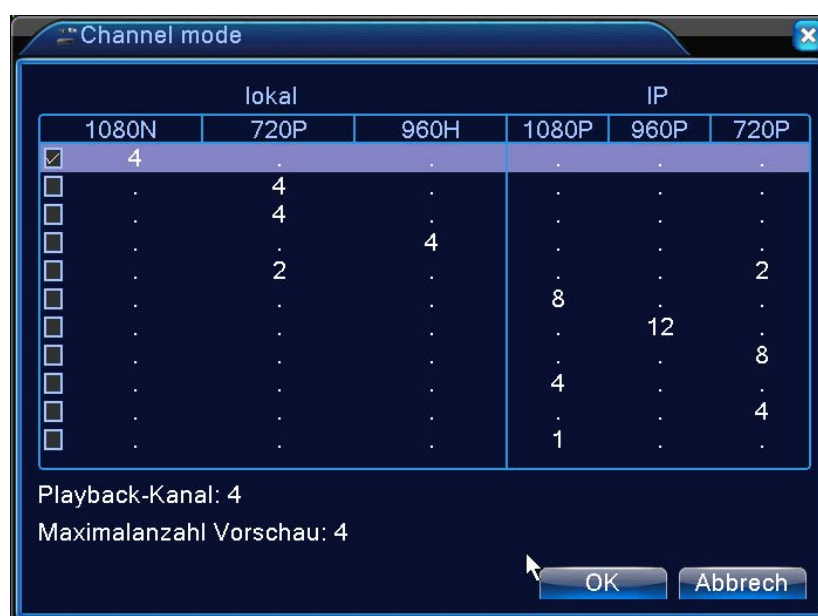 Channel mode
lokal IP
1080N 720P 960H 1080P 960P 720P
4 . . . . .
. 4 . . . .
. 4 . . . .
. . 4 . . .
. 2 . . . 2
. . . 8 . .
. . . . 12 .
. . . . . 8
. . . 4 . .
. . . . . 4
. . . 1 . .
Playback-Kanal: 4
Maximalanzahl Vorschau: 4
OK Abbrech